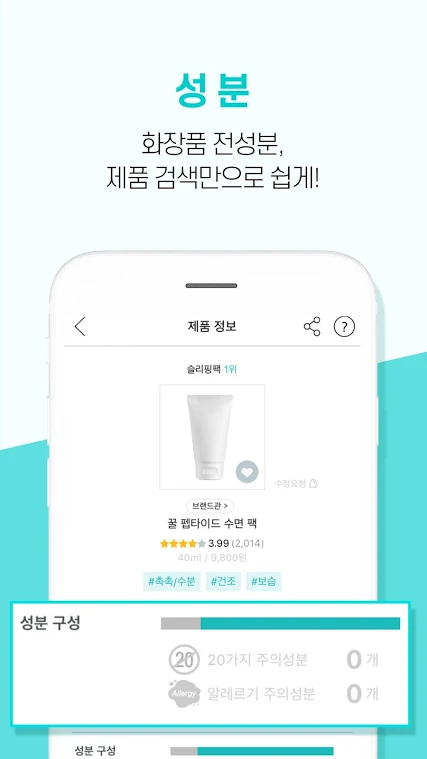 성분
화장품 전성분,
제품 검색만으로 쉽게!
제품 정보
?
슬리핑팩 1위
수정요청
브랜드관 >
꿀 펩타이드 수면 팩
3.99 (2,014)
40ml / 9,800원
#촉촉/수분 #건조 #보습
성분 구성
20 20가지 주의성분 0 개
Allergy 알레르기 주의성분 0 개
성분 구성